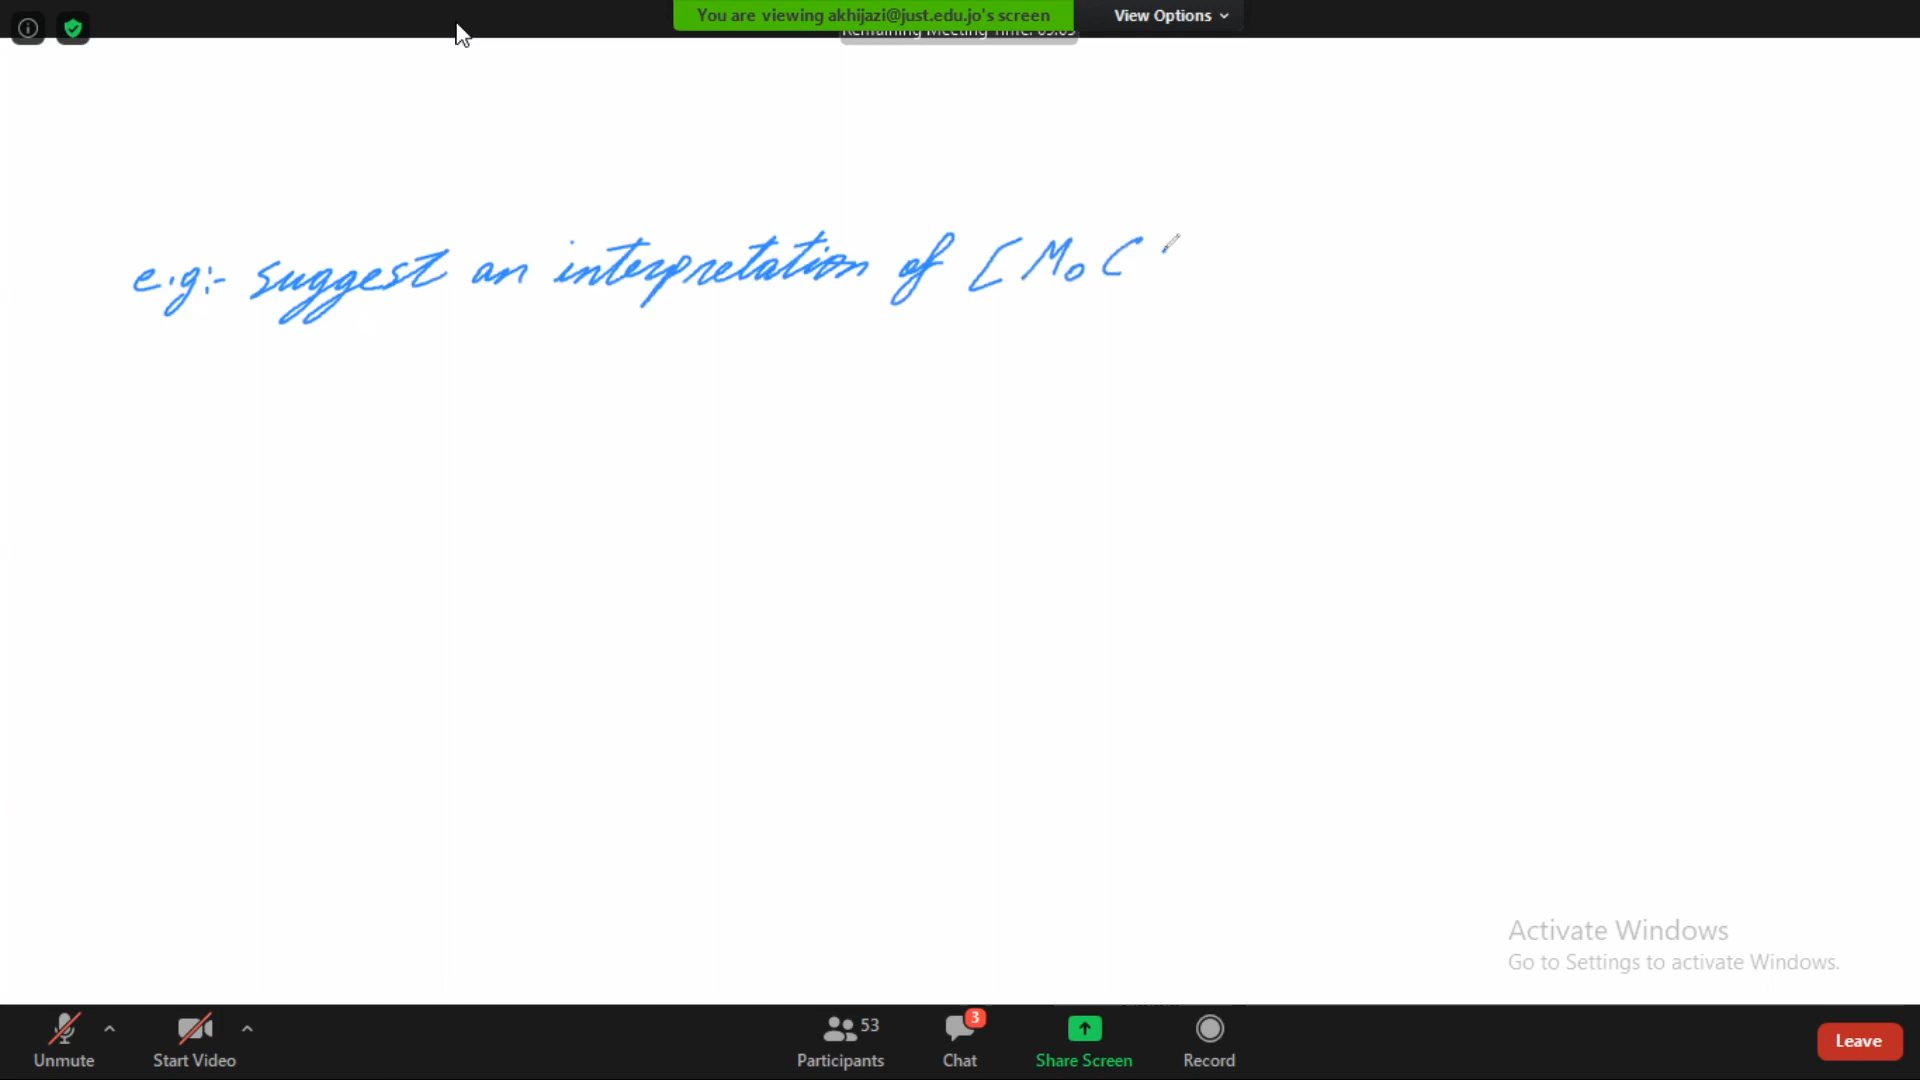 You are viewing akhijazi@just.edu.jo's screen
View Options
e.g:- suggest an interpretation of [MoC
Activate Windows
Go to Settings to activate Windows.
53
3
Unmute
Start Video
Participants
Chat
Share Screen
Record
Leave